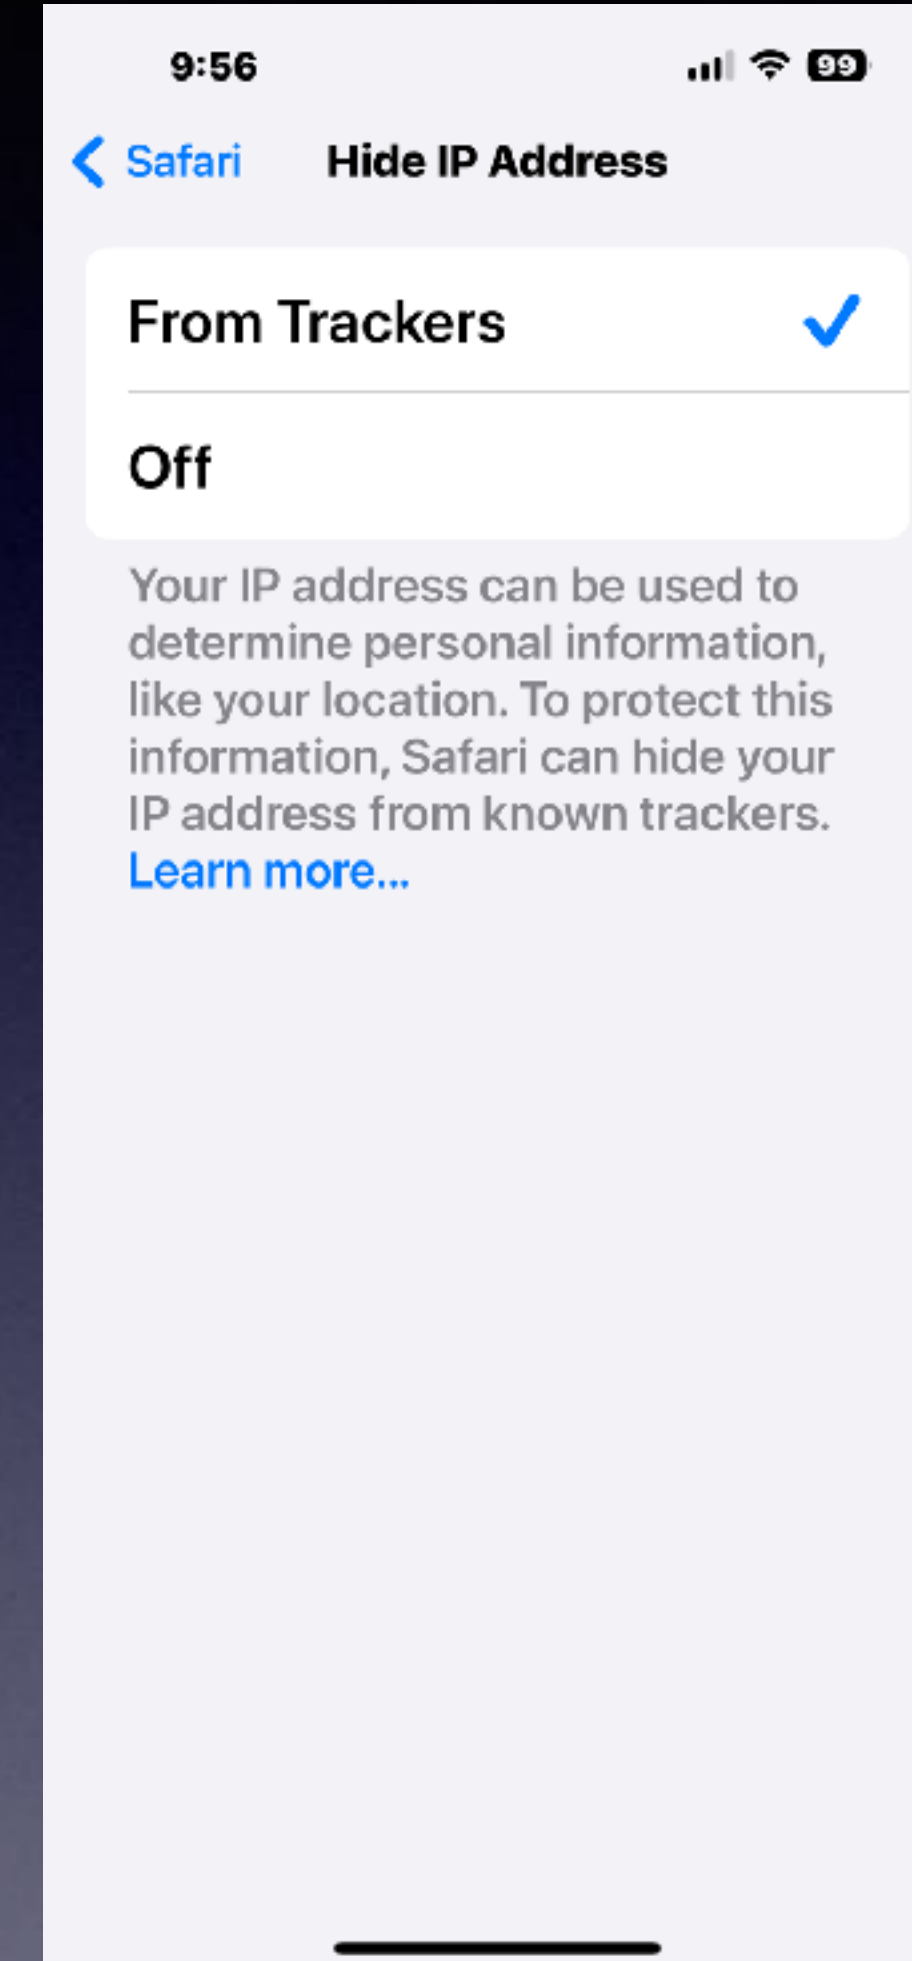 9:56 99
Safari Hide IP Address
From Trackers
Off
Your IP address can be used to
determine personal information,
like your location. To protect this
information, Safari can hide your
IP address from known trackers.
Learn more...